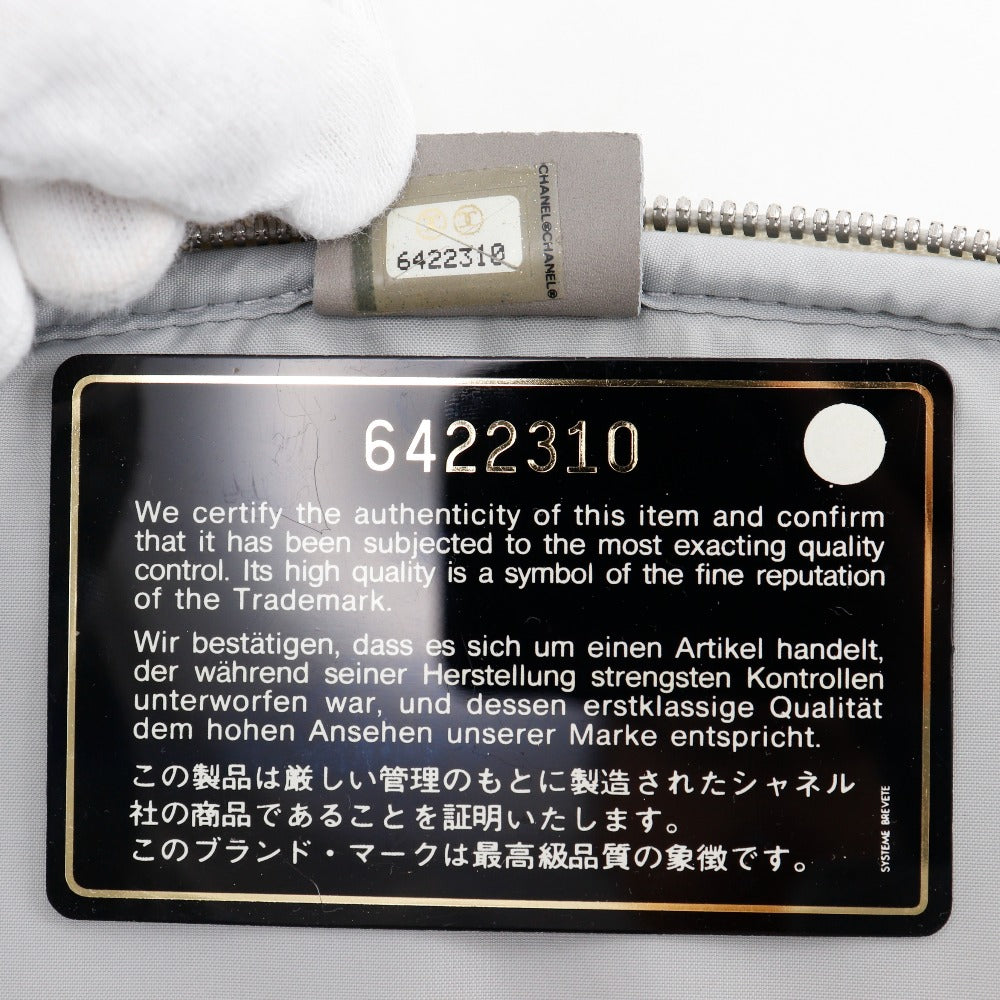 CHANEL®CHANEL®
6422310
6422310
We certify the authenticity of this item and confirm
that it has been subjected to the most exacting quality
control. Its high quality is a symbol of the fine reputation
of the Trademark.
Wir bestätigen, dass es sich um einen Artikel handelt,
der während seiner Herstellung strengsten Kontrollen
unterworfen war, und dessen erstklassige Qualität
dem hohen Ansehen unserer Marke entspricht.
この製品は厳しい管理のもとに製造されたシャネル
社の商品であることを証明いたします。
このブランド・マークは最高級品質の象徴です。
SYSTEME BREVETE